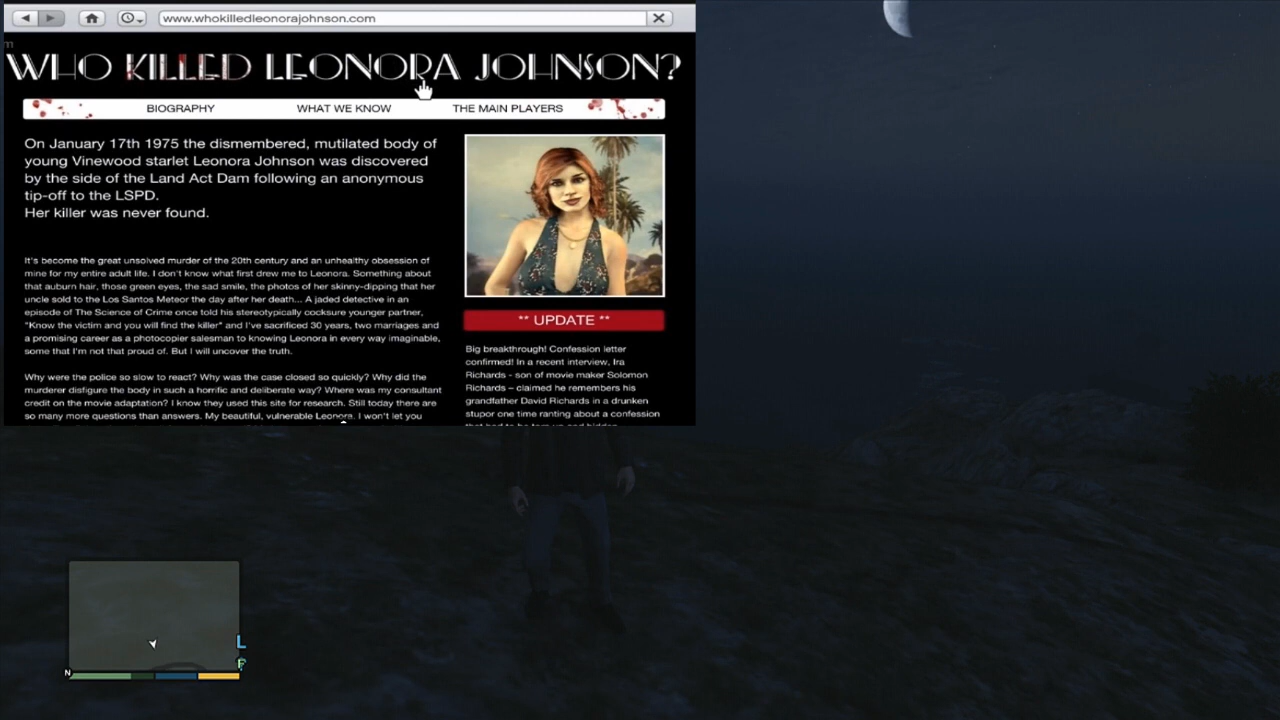 www.whokilledleonorajohnson.com
m
WHO KILLED LEONORA JOHNSON?
BIOGRAPHY WHAT WE KNOW THE MAIN PLAYERS
On January 17th 1975 the dismembered, mutilated body of
young Vinewood starlet Leonora Johnson was discovered
by the side of the Land Act Dam following an anonymous
tip-off to the LSPD.
Her killer was never found.
It's become the great unsolved murder of the 20th century and an unhealthy obsession of
mine for my entire adult life. I don't know what first drew me to Leonora. Something about
that auburn hair, those green eyes, the sad smile, the photos of her skinny-dipping that her
uncle sold to the Los Santos Meteor the day after her death... A jaded detective in an
episode of The Science of Crime once told his stereotypically cocksure younger partner,
"Know the victim and you will find the killer" and I've sacrificed 30 years, two marriages and
a promising career as a photocopier salesman to knowing Leonora in every way imaginable,
some that I'm not that proud of. But I will uncover the truth.
Why were the police so slow to react? Why was the case closed so quickly? Why did the
murderer disfigure the body in such a horrific and deliberate way? Where was my consultant
credit on the movie adaptation? I know they used this site for research. Still today there are
so many more questions than answers. My beautiful, vulnerable Leonora, I won't let you
** UPDATE **
Big breakthrough! Confession letter
confirmed! In a recent interview, Ira
Richards - son of movie maker Solomon
Richards – claimed he remembers his
grandfather David Richards in a drunken
stupor one time ranting about a confession
that had to be torn up and hidden
L
F
N